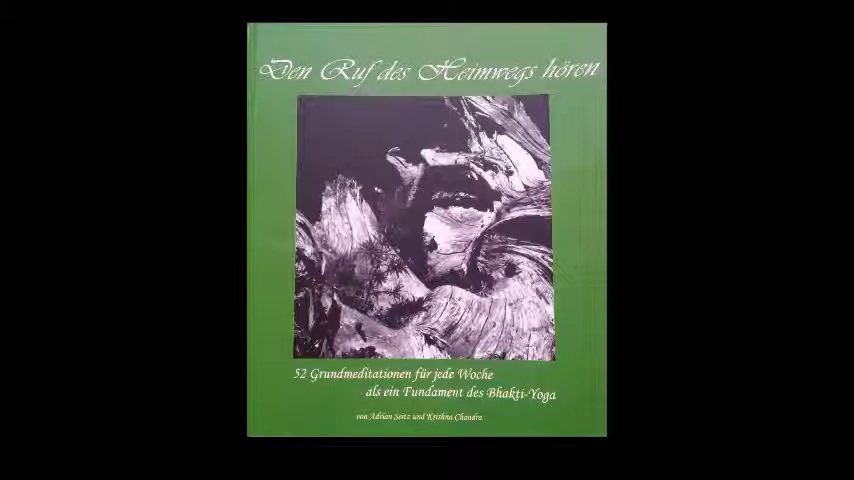 Den Ruf des Heimwegs hören
52 Grundmeditationen für jede Woche
als ein Fundament des Bhakti-Yoga
von Adrian Seitz und Krishna Chandra